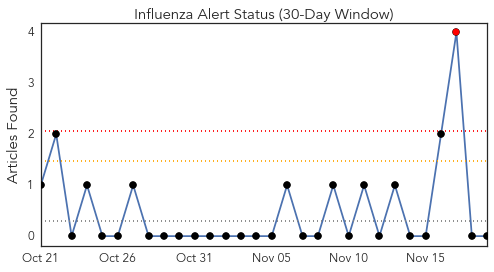 Influenza Alert Status (30-Day Window)
Articles Found
4
3
2
1
0
Oct 21 Oct 26 Oct 31 Nov 05 Nov 10 Nov 15